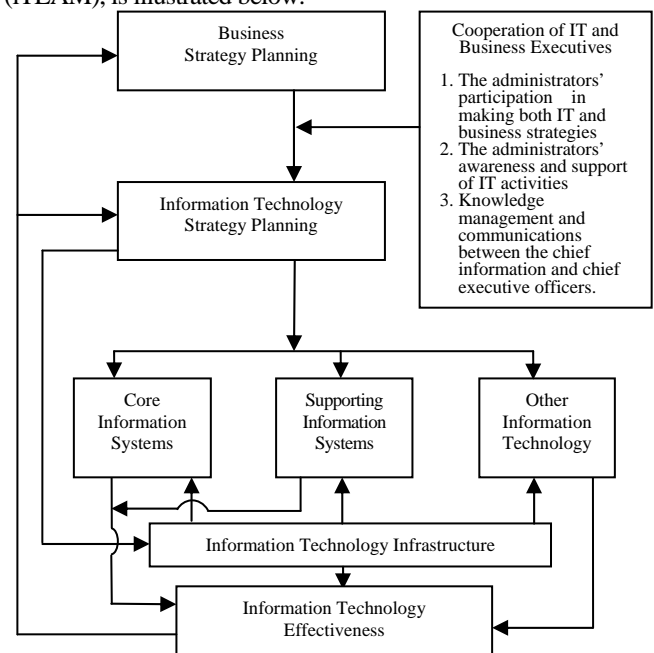 (ITEAM), is illustrated below.
Business
Strategy Planning
Cooperation of IT and
Business Executives
1. The administrators’
participation in
making both IT and
business strategies
2. The administrators’
awareness and support
of IT activities
3. Knowledge
management and
communications
between the chief
information and chief
executive officers.
Information Technology
Strategy Planning
Core
Information
Systems
Supporting
Information
Systems
Other
Information
Technology
Information Technology Infrastructure
Information Technology
Effectiveness